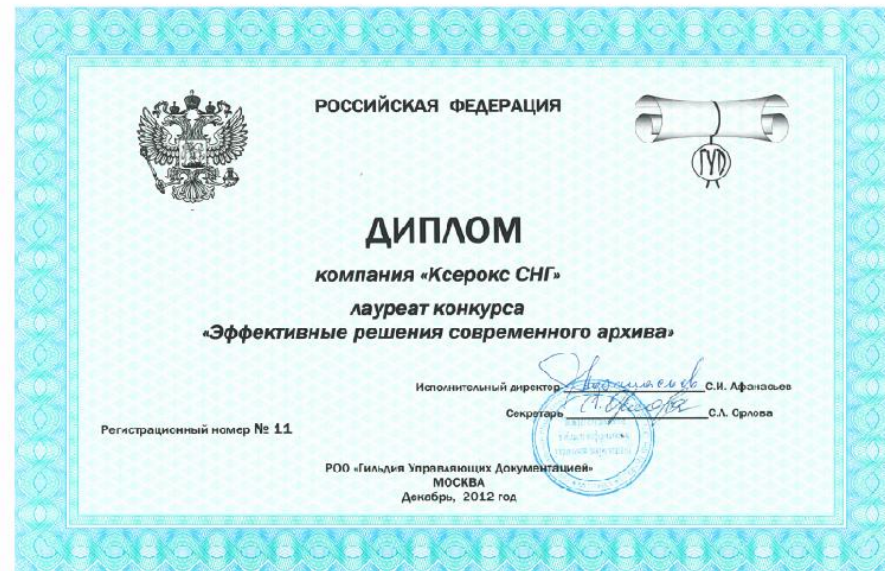 РОССИЙСКАЯ ФЕДЕРАЦИЯ
ГУД
ДИПЛОМ
компания «Ксерокс СНГ»
лауреат конкурса
«Эффективные решения современного архива»
Исполнительный директор С.И. Афанасьев
Секретарь С.Л. Орлова
Регистрационный номер № 11
РОО «Гильдия Управляющих Документацией»
МОСКВА
Декабрь, 2012 год